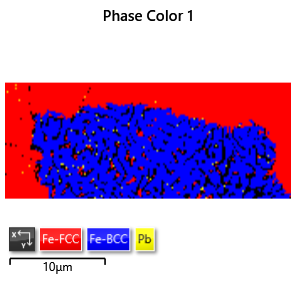 Phase Color 1
X Y Fe-FCC Fe-BCC Pb
10μm